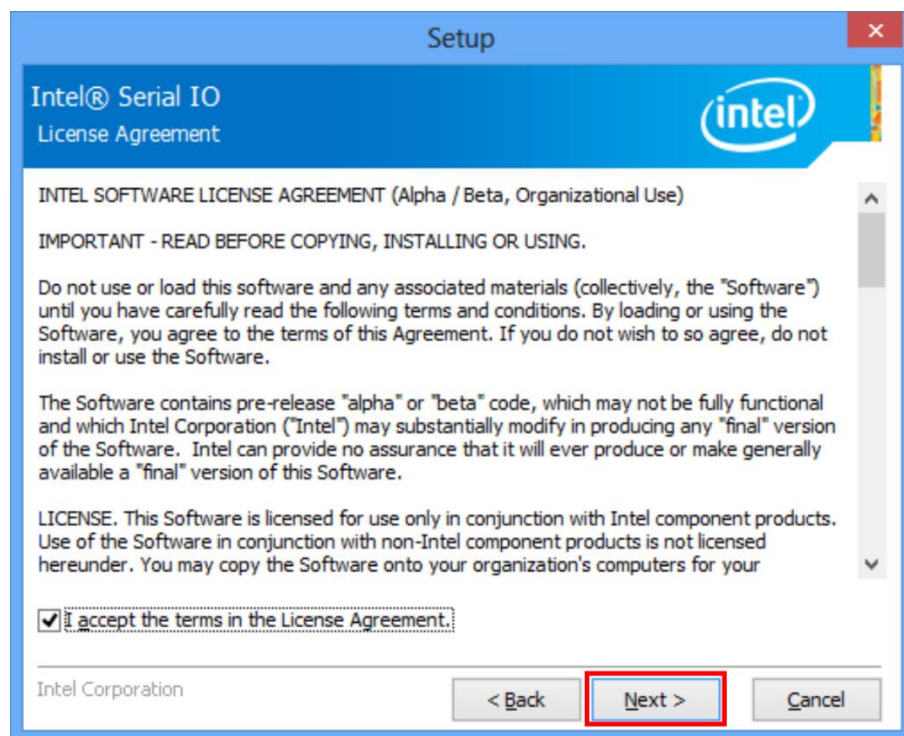 Setup
Intel® Serial IO
License Agreement
intel
INTEL SOFTWARE LICENSE AGREEMENT (Alpha / Beta, Organizational Use)
IMPORTANT - READ BEFORE COPYING, INSTALLING OR USING.
Do not use or load this software and any associated materials (collectively, the "Software")
until you have carefully read the following terms and conditions. By loading or using the
Software, you agree to the terms of this Agreement. If you do not wish to so agree, do not
install or use the Software.
The Software contains pre-release "alpha" or "beta" code, which may not be fully functional
and which Intel Corporation ("Intel") may substantially modify in producing any "final" version
of the Software.  Intel can provide no assurance that it will ever produce or make generally
available a "final" version of this Software.
LICENSE. This Software is licensed for use only in conjunction with Intel component products.
Use of the Software in conjunction with non-Intel component products is not licensed
hereunder. You may copy the Software onto your organization's computers for your
I accept the terms in the License Agreement.
Intel Corporation
< Back
Next >
Cancel